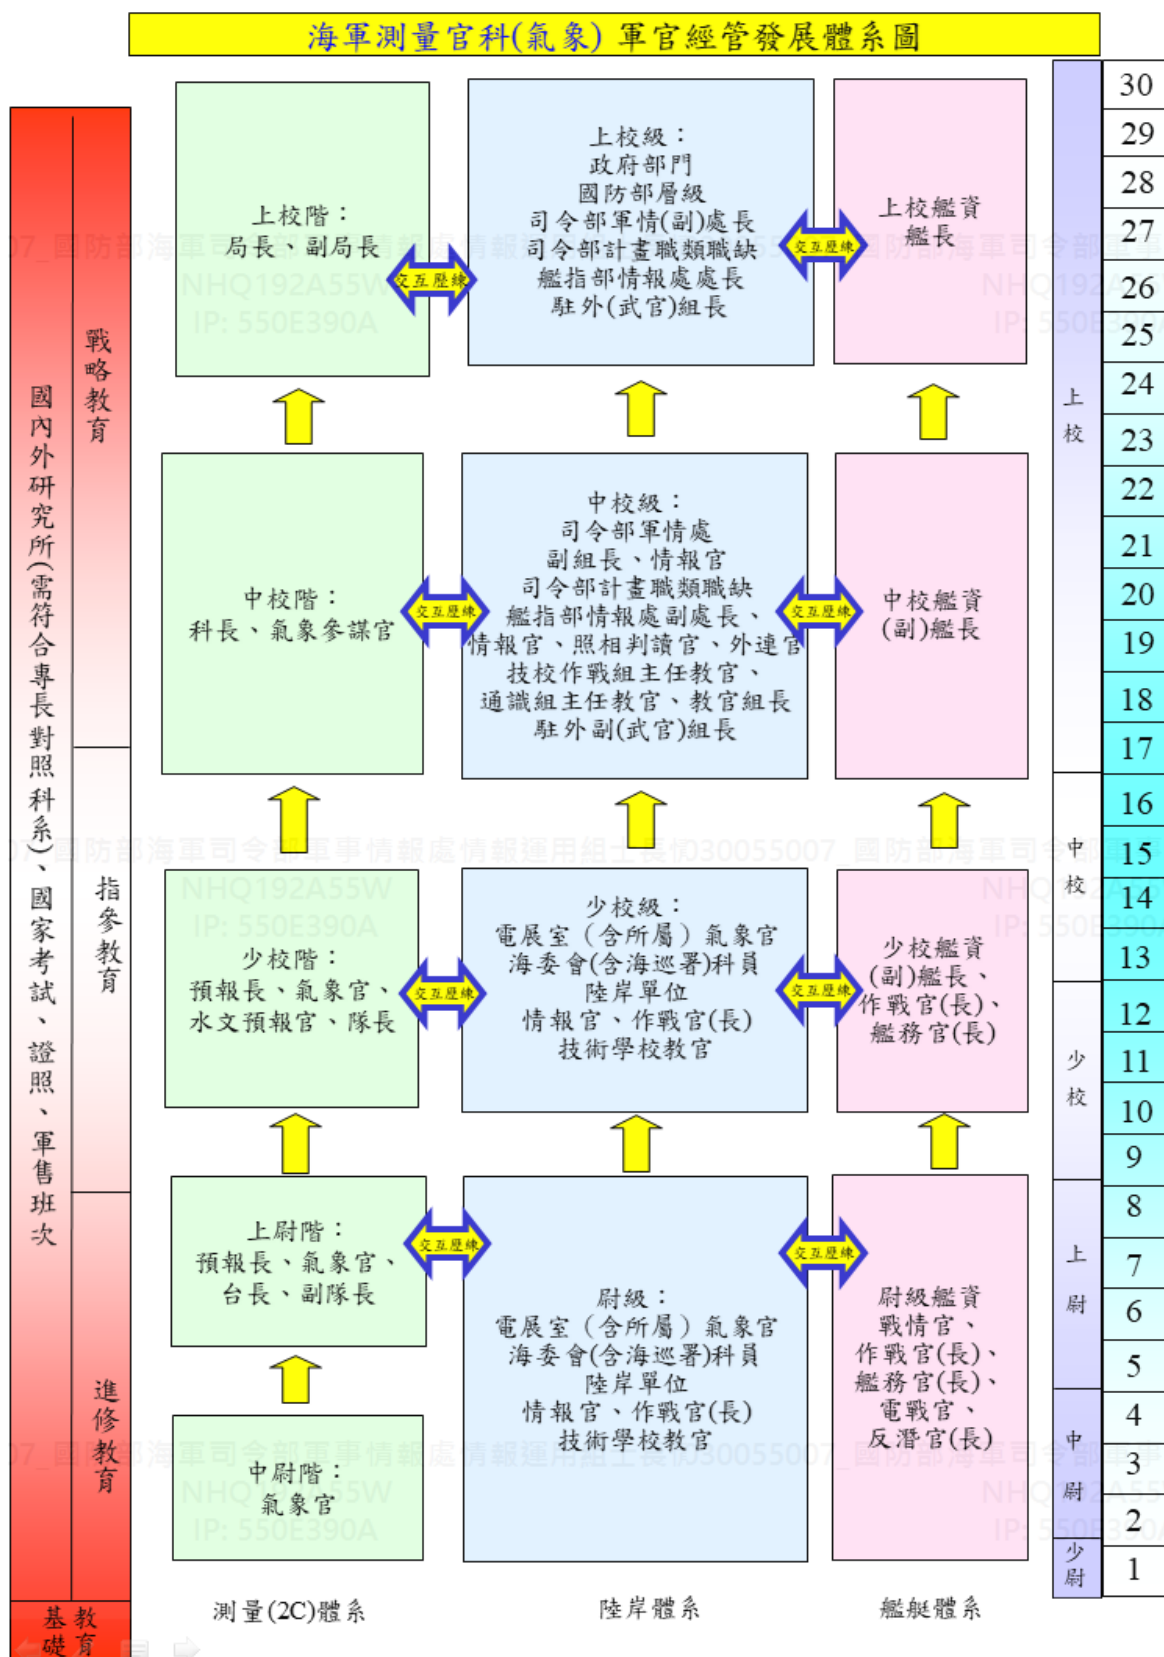 海軍測量官科(氣象) 軍官經管發展體系圖
國內外研究所(需符合專長對照科系)、國家考試、證照、軍售班次
戰略教育
指參教育
進修教育
基礎教育
上校階：
局長、副局長
交互歷練
上校級：
政府部門
國防部層級
司令部軍情(副)處長
司令部計畫職類職缺
艦指部情報處處長
駐外(武官)組長
交互歷練
上校艦資
艦長
中校階：
科長、氣象參謀官
交互歷練
中校級：
司令部軍情處
副組長、情報官
司令部計畫職類職缺
艦指部情報處副處長、
情報官、照相判讀官、外連官
技校作戰組主任教官、
通識組主任教官、教官組長
駐外副(武官)組長
交互歷練
中校艦資
(副)艦長
少校階：
預報長、氣象官、
水文預報官、隊長
交互歷練
少校級：
電展室（含所屬）氣象官
海委會(含海巡署)科員
陸岸單位
情報官、作戰官(長)
技術學校教官
交互歷練
少校艦資
(副)艦長、
作戰官(長)、
艦務官(長)
上尉階：
預報長、氣象官、
台長、副隊長
交互歷練
中尉階：
氣象官
尉級：
電展室（含所屬）氣象官
海委會(含海巡署)科員
陸岸單位
情報官、作戰官(長)
技術學校教官
交互歷練
尉級艦資
戰情官、
作戰官(長)、
艦務官(長)、
電戰官、
反潛官(長)
測量(2C)體系
陸岸體系
艦艇體系
上校
中校
少校
上尉
中尉
少尉
30
29
28
27
26
25
24
23
22
21
20
19
18
17
16
15
14
13
12
11
10
9
8
7
6
5
4
3
2
1
NHQ192A55W
IP: 550E390A
NHQ192A55W
IP: 550E390A
NHQ192A55W
IP: 550E390A